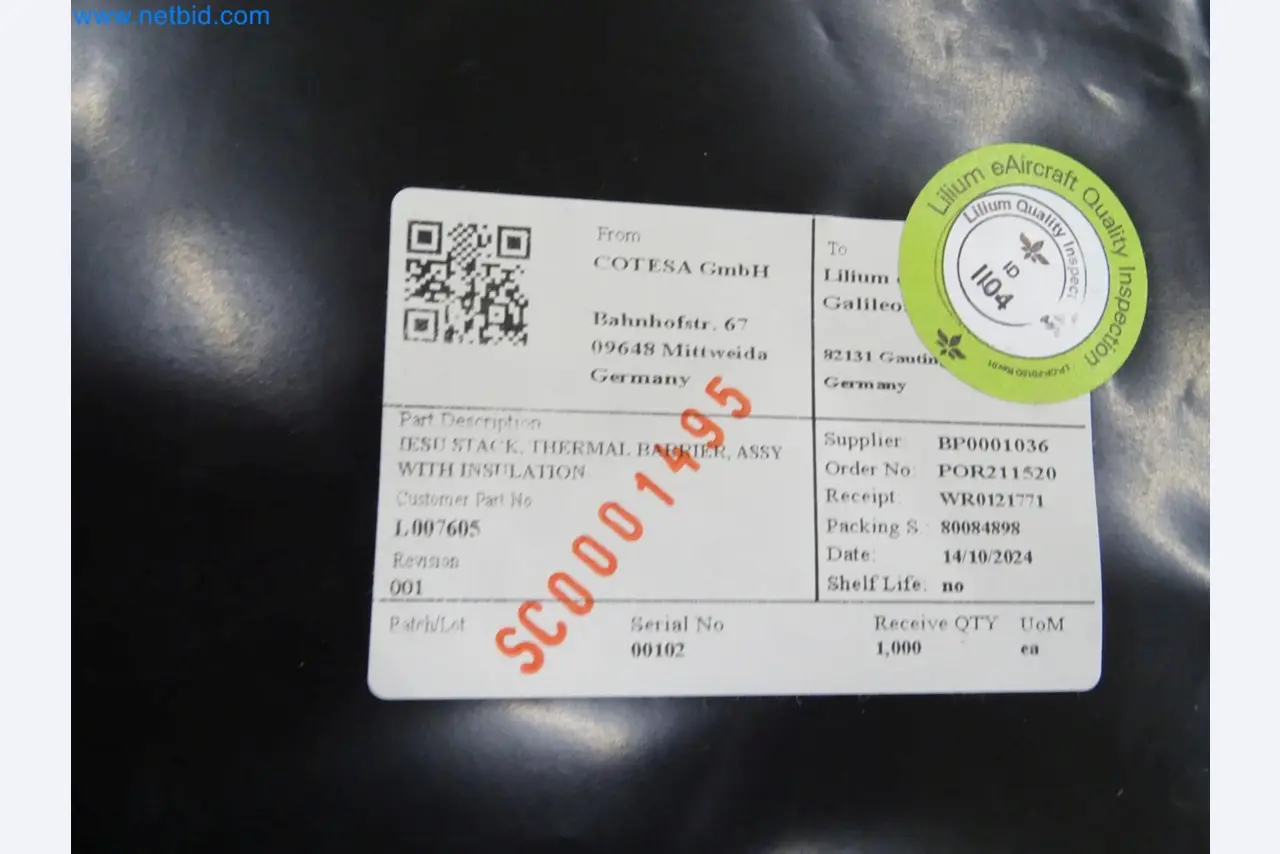 www.netbid.com
From
COTESA GmbH
Bahnhofstr. 67
09648 Mittweida
Germany
To
Lilium
Galileo
82131 Gautin
Germany
Lilium eAircraft Quality Inspection
Lilium Quality Inspec
ID
1104
Part Description
IESU STACK, THERMAL BARRIER, ASSY
WITH INSULATION
Customer Part No
L007605
Revision
001
Supplier: BP0001036
Order No: POR211520
Receipt: WR0121771
Packing S.: 80084898
Date: 14/10/2024
Shelf Life: no
SC0001495
Patch/Lot
Serial No
00102
Receive QTY
1,000
UoM
ea